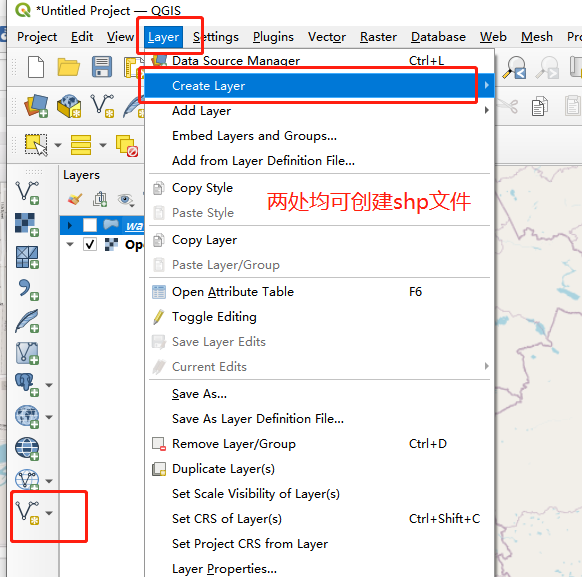 *Untitled Project — QGIS
Project Edit View Layer Settings Plugins Vector Raster Database Web Mesh
Data Source Manager Ctrl+L
Create Layer
Add Layer
Embed Layers and Groups...
Add from Layer Definition File...
Layers
Copy Style
两处均可创建shp文件
Paste Style
wa
Copy Layer
Op
Paste Layer/Group
Open Attribute Table F6
Toggle Editing
Save Layer Edits
Current Edits
Save As...
Save As Layer Definition File...
Remove Layer/Group Ctrl+D
Duplicate Layer(s)
Set Scale Visibility of Layer(s)
Set CRS of Layer(s) Ctrl+Shift+C
Set Project CRS from Layer
Layer Properties...